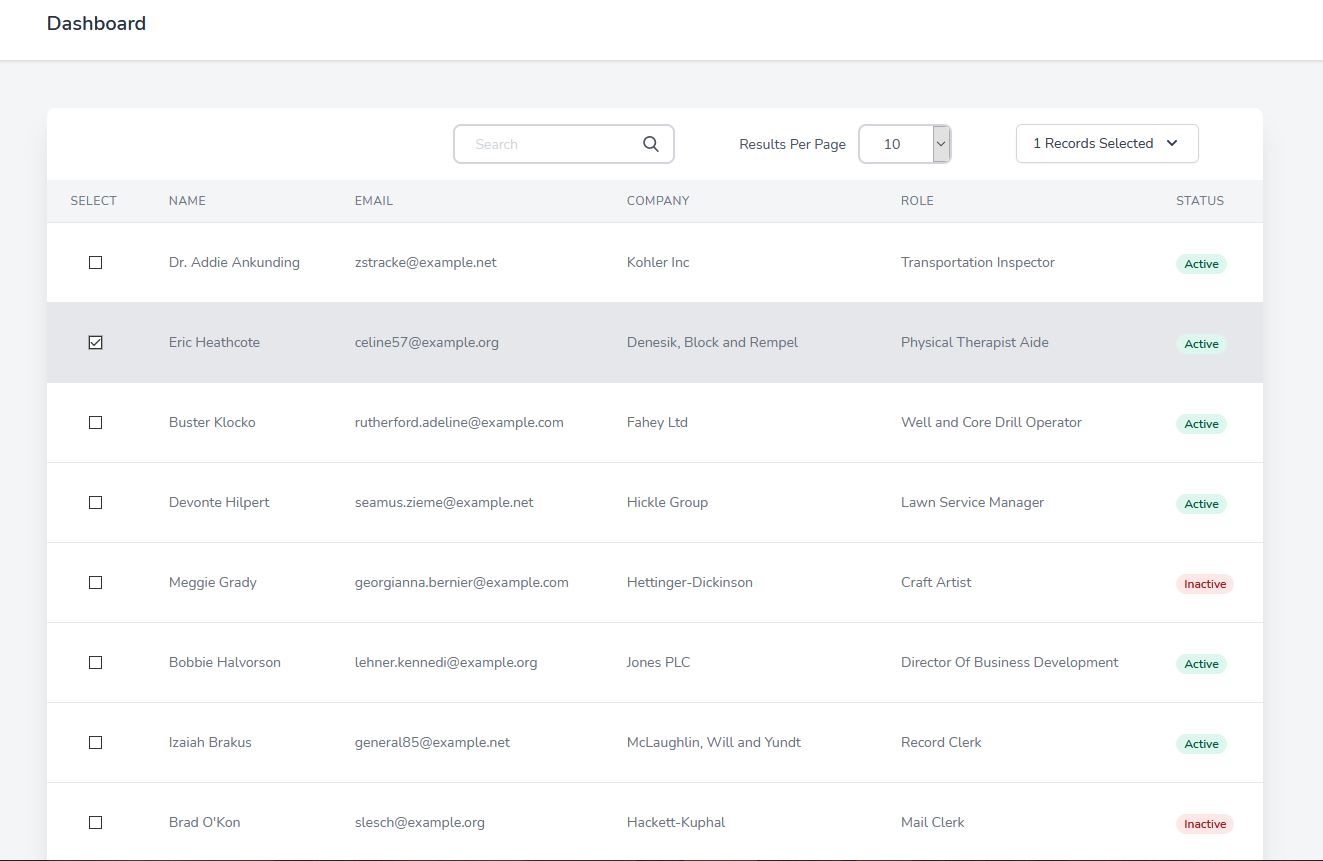 Dashboard
Search Results Per Page 10 1 Records Selected
SELECT NAME EMAIL COMPANY ROLE STATUS
Dr. Addie Ankunding zstracke@example.net Kohler Inc Transportation Inspector Active
Eric Heathcote celine57@example.org Denesik, Block and Rempel Physical Therapist Aide Active
Buster Klocko rutherford.adeline@example.com Fahey Ltd Well and Core Drill Operator Active
Devonte Hilpert seamus.zieme@example.net Hickle Group Lawn Service Manager Active
Meggie Grady georgianna.bernier@example.com Hettinger-Dickinson Craft Artist Inactive
Bobbie Halvorson lehner.kennedi@example.org Jones PLC Director Of Business Development Active
Izaiah Brakus general85@example.net McLaughlin, Will and Yundt Record Clerk Active
Brad O'Kon slesch@example.org Hackett-Kuphal Mail Clerk Inactive